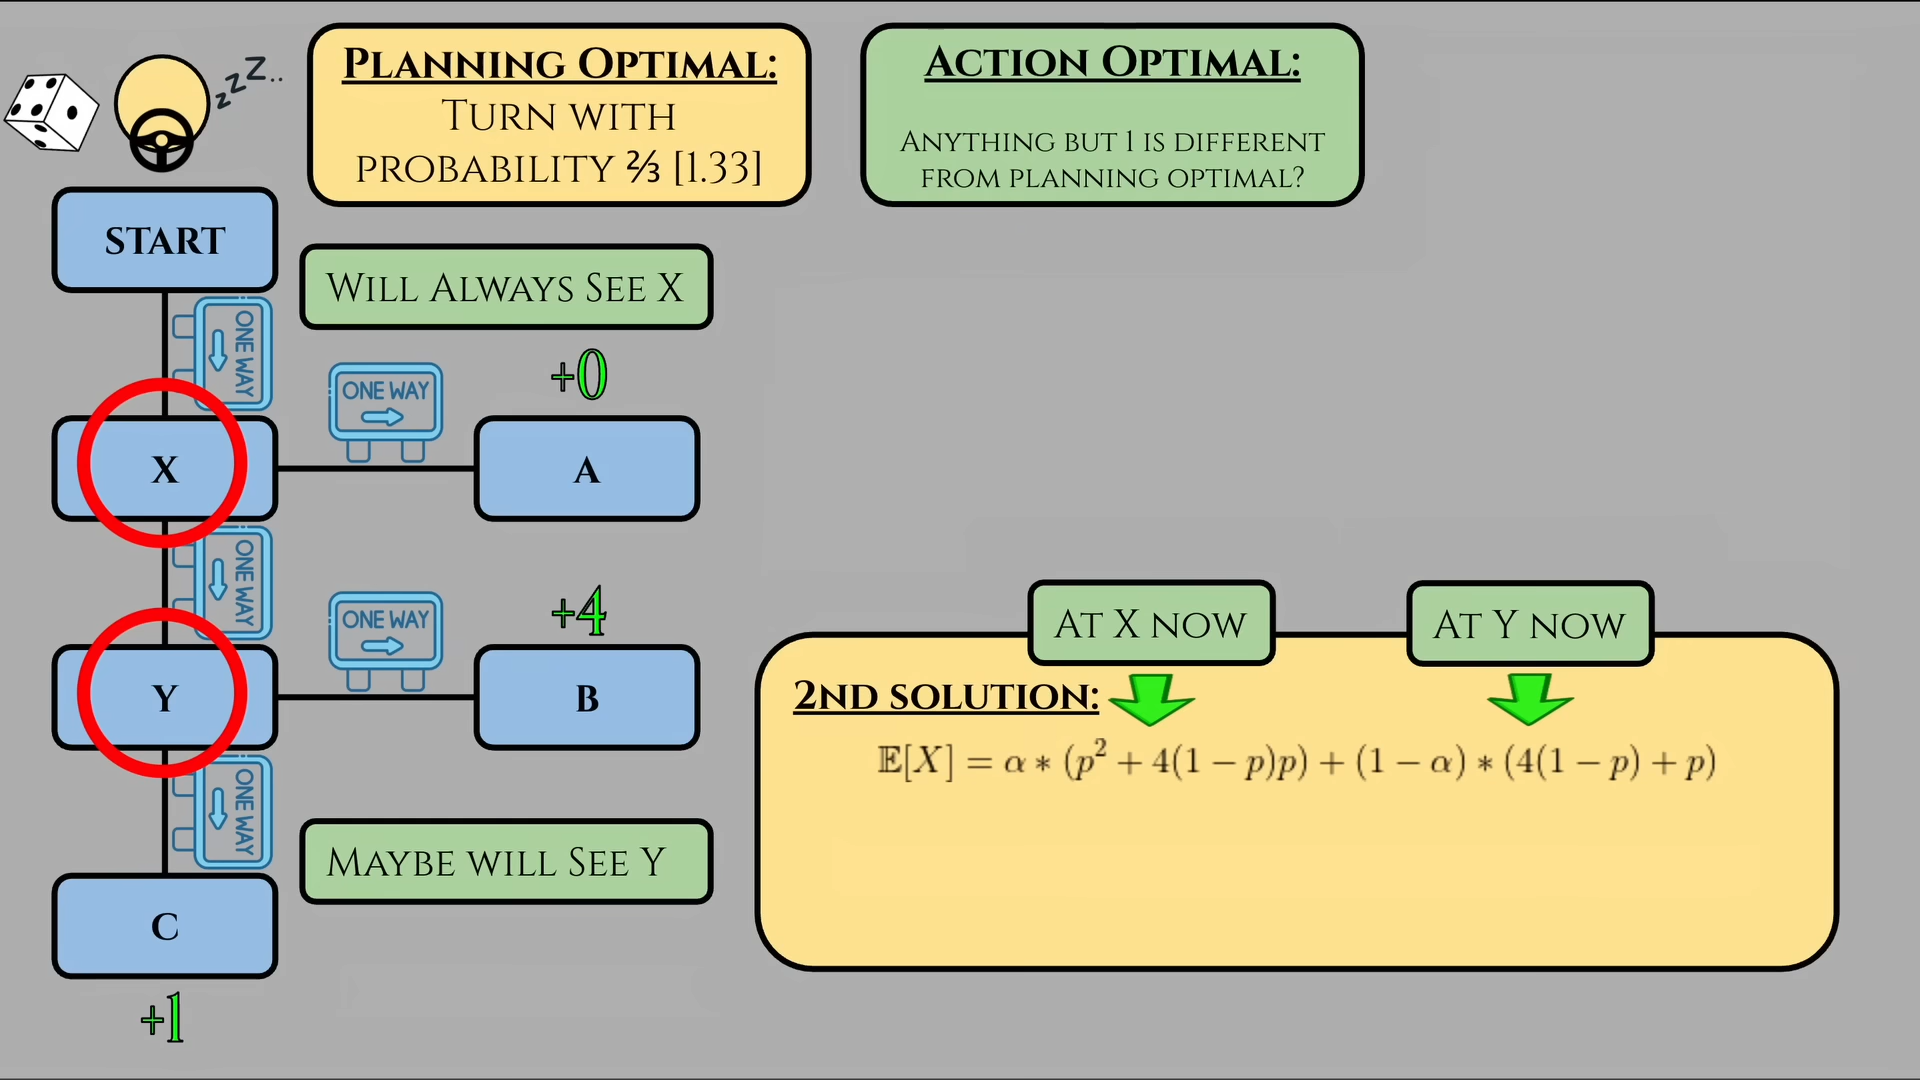 zzZ..
PLANNING OPTIMAL:
TURN WITH
PROBABILITY ⅔ [1.33]
ACTION OPTIMAL:
ANYTHING BUT 1 IS DIFFERENT
FROM PLANNING OPTIMAL?
START
WILL ALWAYS SEE X
ONE WAY
ONE WAY
+0
X
A
ONE WAY
ONE WAY
+4
Y
B
ONE WAY
MAYBE WILL SEE Y
C
+1
AT X NOW
AT Y NOW
2ND SOLUTION:
𝔼[X] = α ∗ (p² + 4(1 − p)p) + (1 − α) ∗ (4(1 − p) + p)